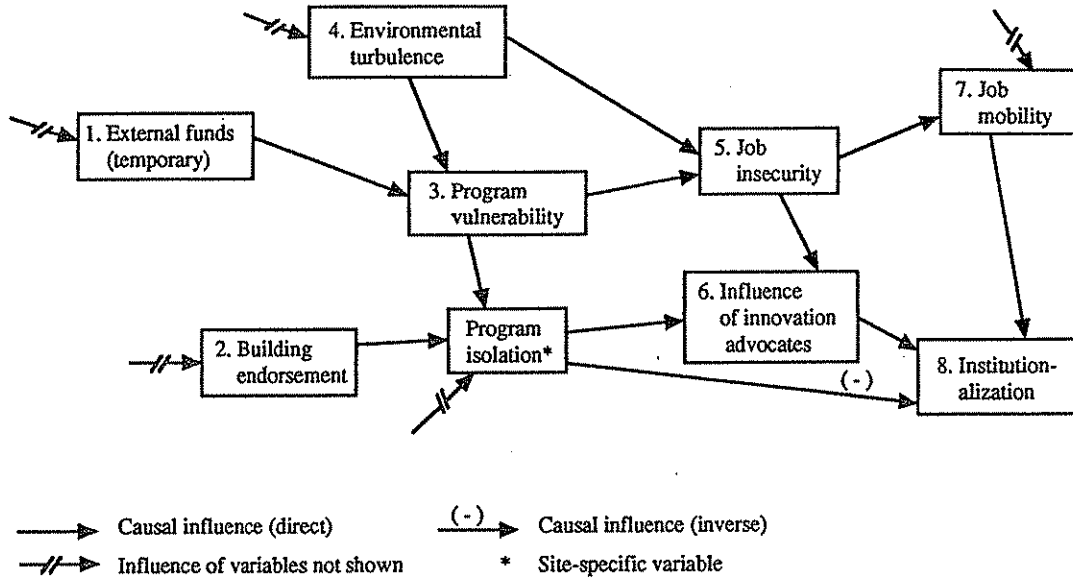 4. Environmental
turbulence
7. Job
mobility
1. External funds
(temporary)
5. Job
insecurity
3. Program
vulnerability
6. Influence
of innovation
advocates
Program
isolation*
2. Building
endorsement
(-)
8. Institution-
alization
Causal influence (direct)
(-)
Causal influence (inverse)
Influence of variables not shown
* Site-specific variable